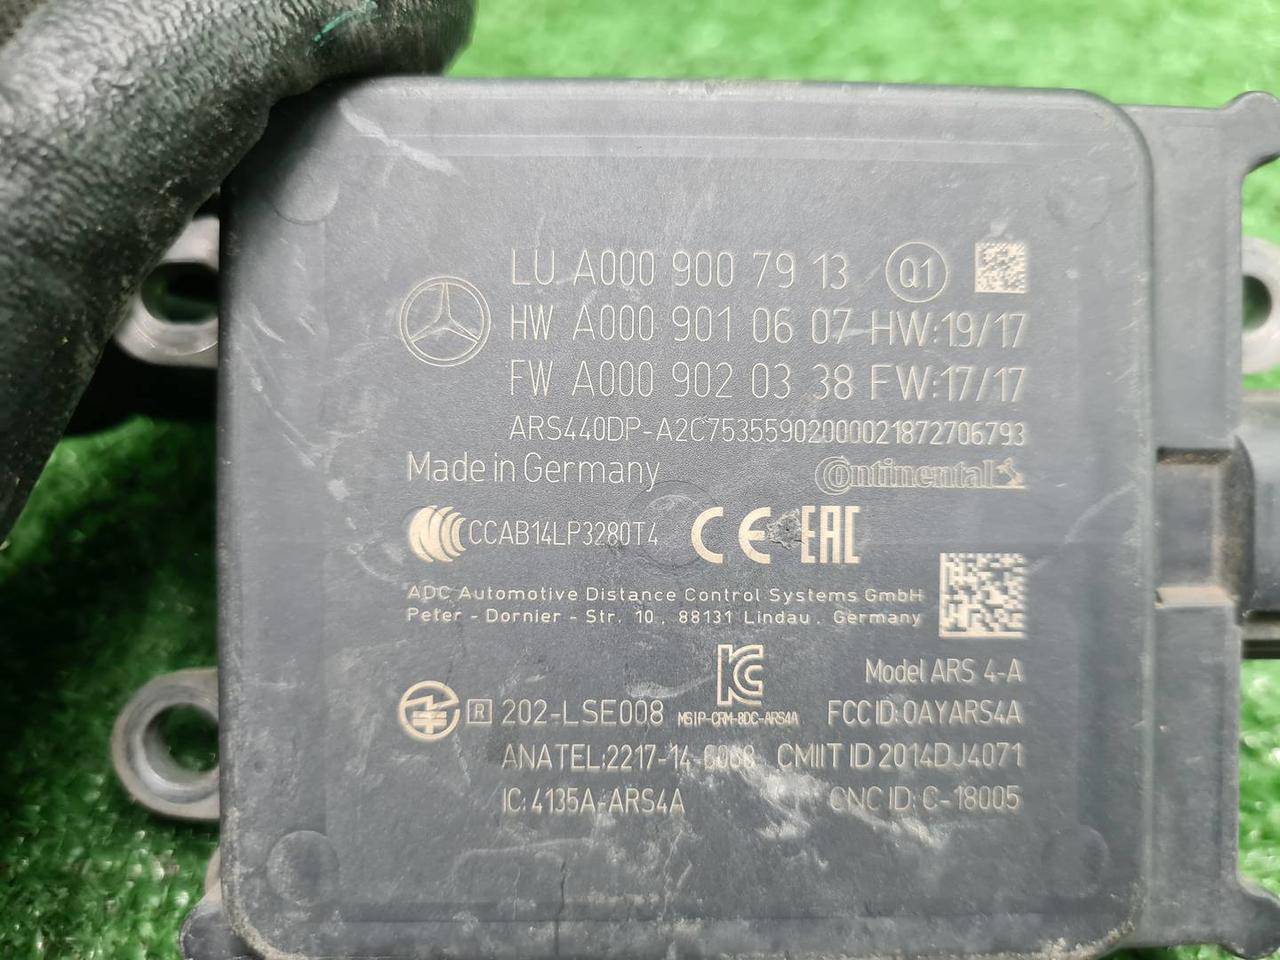 LU A000 900 79 13 Q1
HW A000 901 06 07 HW:19/17
FW A000 902 03 38 FW:17/17
ARS440DP-A2C75355902000021872706793
Made in Germany Continental
CCAB14LP3280T4 CE EAC
ADC Automotive Distance Control Systems GmbH
Peter - Dornier - Str. 10, 88131 Lindau, Germany
Model ARS 4-A
R 202-LSE008 MSIP-CRM-8DC-ARS4A FCC ID: OAYARS4A
ANATEL:2217-14- CMIIT ID 2014DJ4071
IC: 4135A-ARS4A CNC ID: C-18005